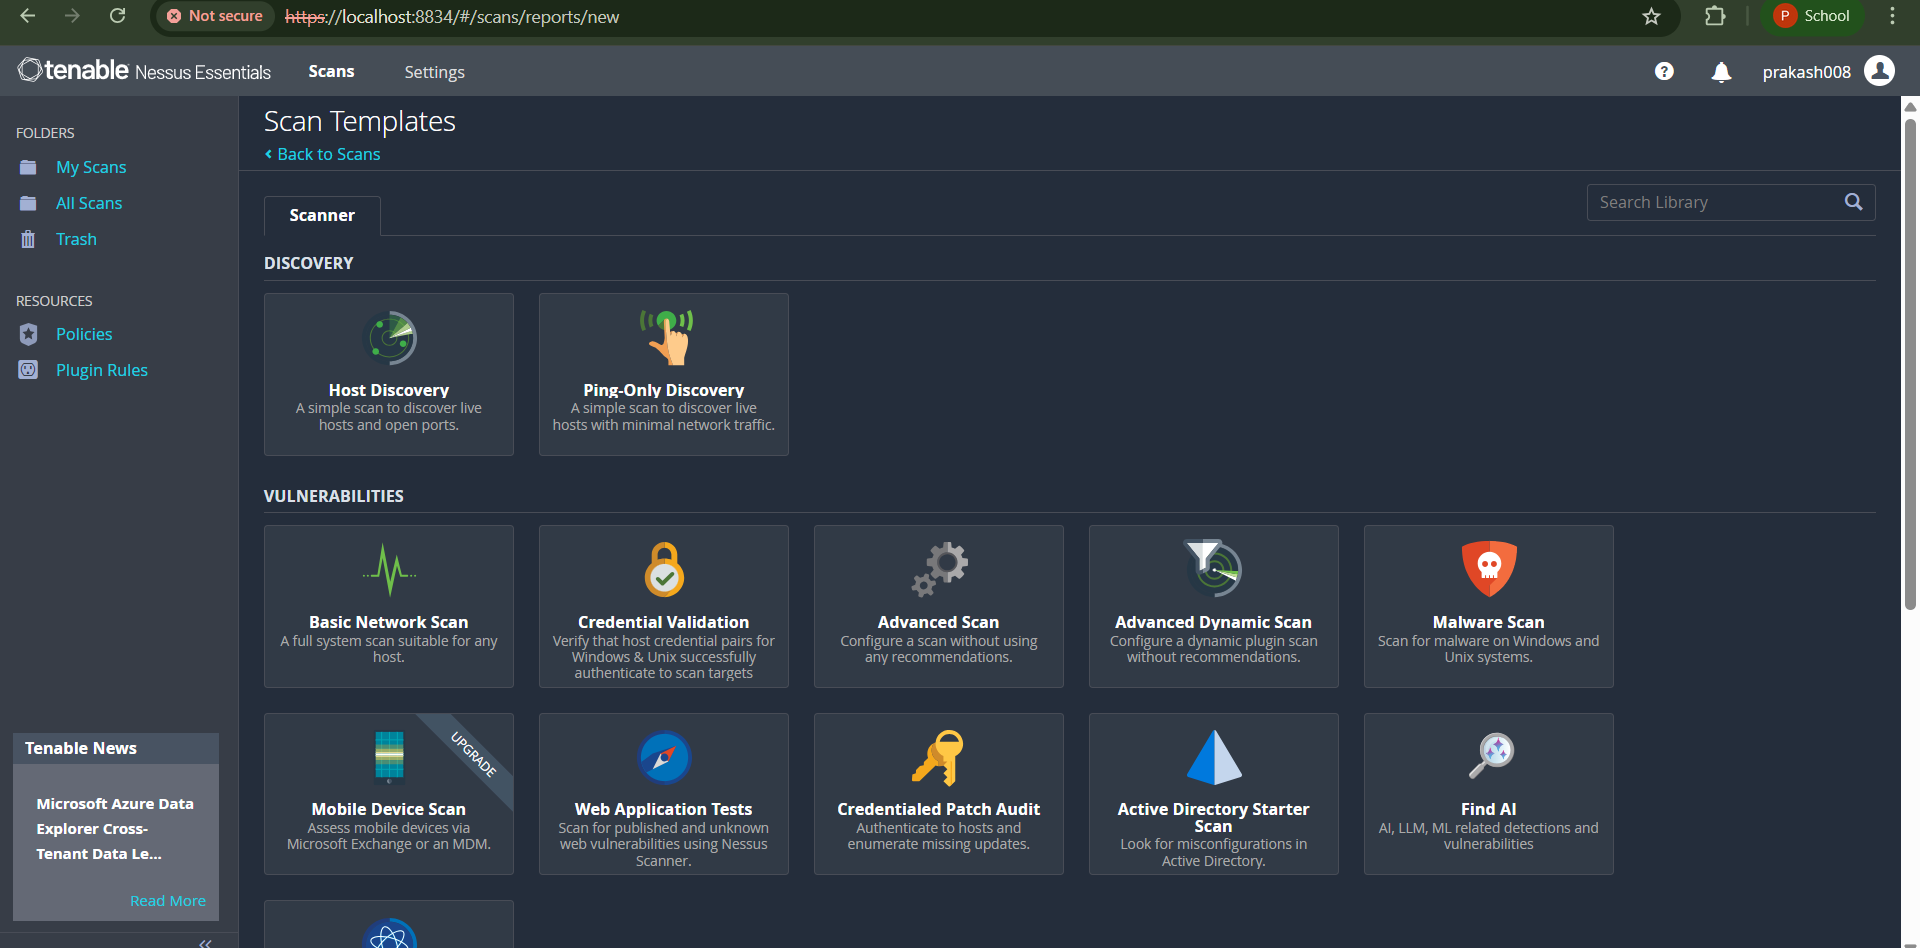 Not secure
https://localhost:8834/#/scans/reports/new
P
School
tenable Nessus Essentials
Scans
Settings
?
prakash008
FOLDERS
My Scans
All Scans
Trash
RESOURCES
Policies
Plugin Rules
Tenable News
Microsoft Azure Data
Explorer Cross-
Tenant Data Le...
Read More
Scan Templates
Back to Scans
Scanner
Search Library
DISCOVERY
Host Discovery
A simple scan to discover live
hosts and open ports.
Ping-Only Discovery
A simple scan to discover live
hosts with minimal network traffic.
VULNERABILITIES
Basic Network Scan
A full system scan suitable for any
host.
Credential Validation
Verify that host credential pairs for
Windows & Unix successfully
authenticate to scan targets
Advanced Scan
Configure a scan without using
any recommendations.
Advanced Dynamic Scan
Configure a dynamic plugin scan
without recommendations.
Malware Scan
Scan for malware on Windows and
Unix systems.
UPGRADE
Mobile Device Scan
Assess mobile devices via
Microsoft Exchange or an MDM.
Web Application Tests
Scan for published and unknown
web vulnerabilities using Nessus
Scanner.
Credentialed Patch Audit
Authenticate to hosts and
enumerate missing updates.
Active Directory Starter
Scan
Look for misconfigurations in
Active Directory.
Find AI
AI, LLM, ML related detections and
vulnerabilities